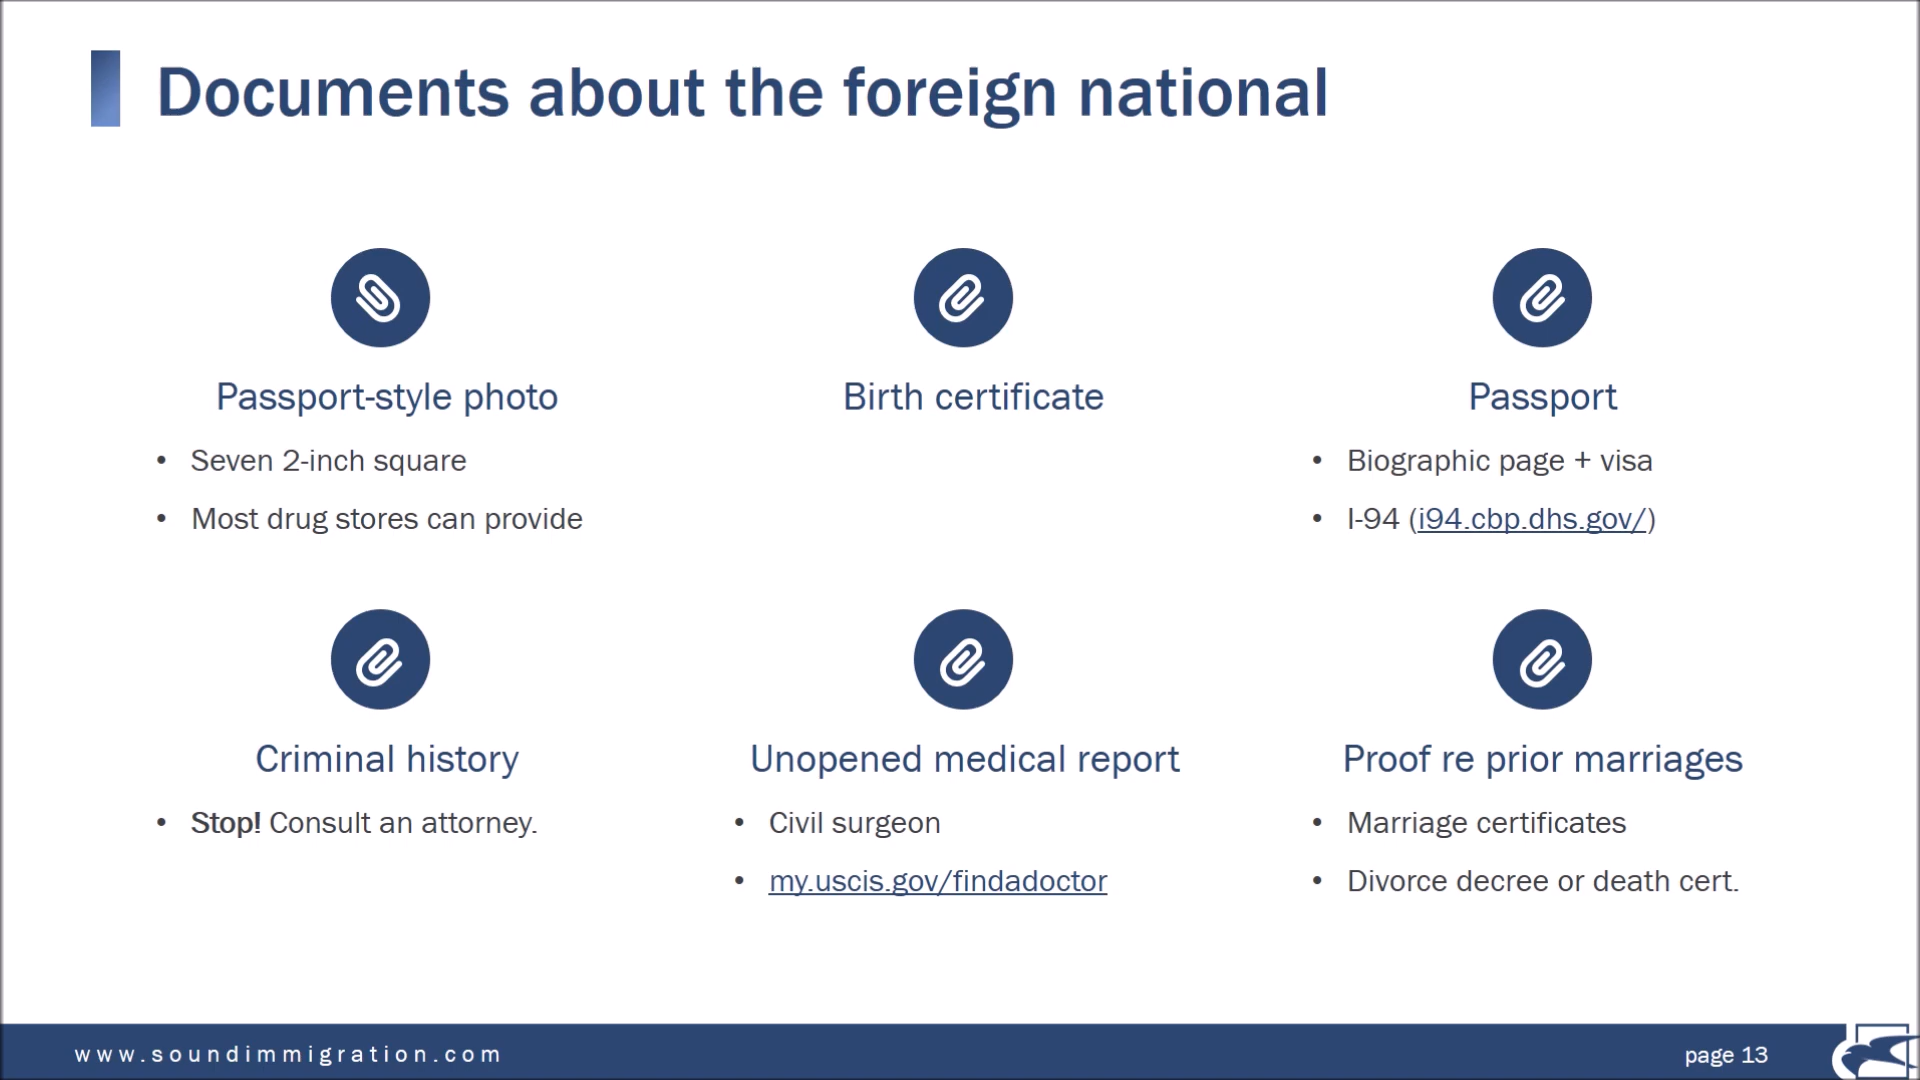 Documents about the foreign national
Passport-style photo
• Seven 2-inch square
• Most drug stores can provide
Birth certificate
Passport
• Biographic page + visa
• I-94 (i94.cbp.dhs.gov/)
Criminal history
• Stop! Consult an attorney.
Unopened medical report
• Civil surgeon
• my.uscis.gov/findadoctor
Proof re prior marriages
• Marriage certificates
• Divorce decree or death cert.
www.soundimmigration.com
page 13